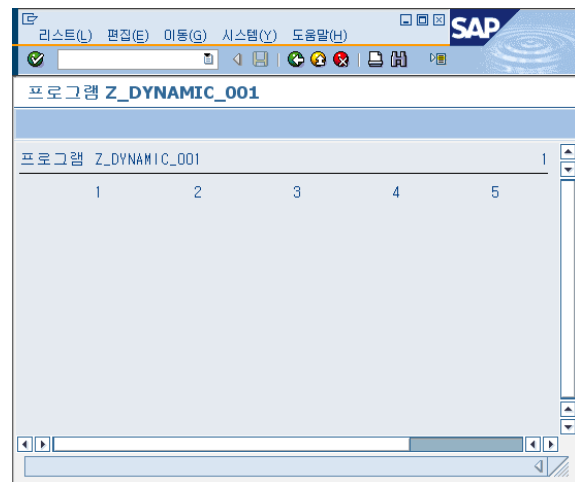 리스트(L) 편집(E) 이동(G) 시스템(Y) 도움말(H)
SAP
프로그램 Z_DYNAMIC_001
프로그램 Z_DYNAMIC_001 1
1 2 3 4 5